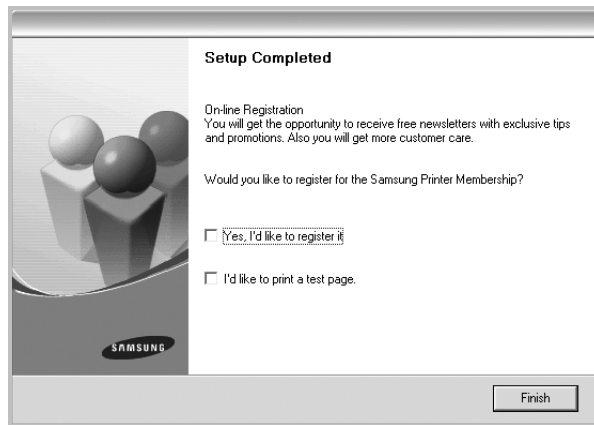 Setup Completed
On-line Registration
You will get the opportunity to receive free newsletters with exclusive tips
and promotions. Also you will get more customer care.
Would you like to register for the Samsung Printer Membership?
Yes, I'd like to register it
I'd like to print a test page.
SAMSUNG
Finish